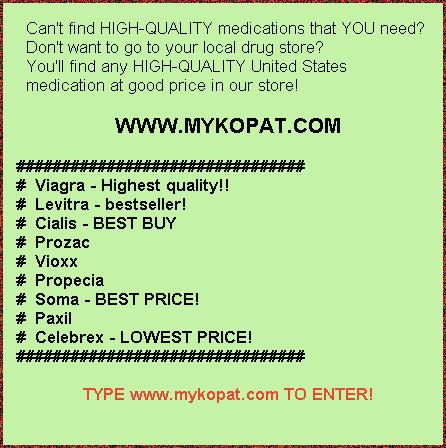 Can't find HIGH-QUALITY medications that YOU need?
Don't want to go to your local drug store?
You'll find any HIGH-QUALITY United States
medication at good price in our store!
WWW.MYKOPAT.COM
################################
# Viagra - Highest quality!!
# Levitra - bestseller!
# Cialis - BEST BUY
# Prozac
# Vioxx
# Propecia
# Soma - BEST PRICE!
# Paxil
# Celebrex - LOWEST PRICE!
################################
TYPE www.mykopat.com TO ENTER!